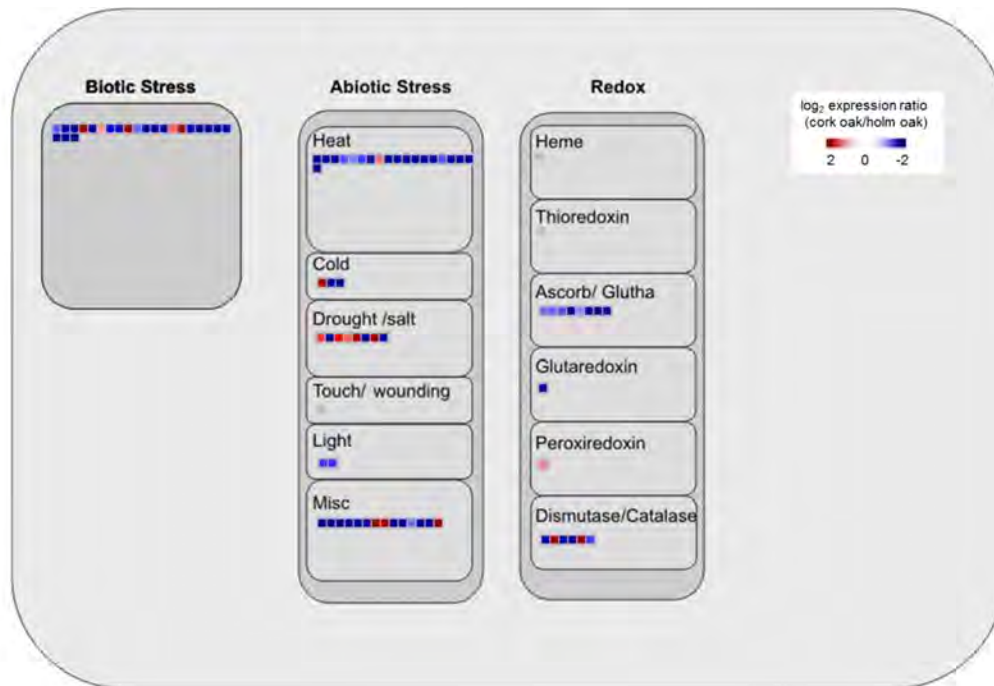 Biotic Stress
Abiotic Stress
Heat
Cold
Drought /salt
Touch/ wounding
Light
Misc
Redox
Heme
Thioredoxin
Ascorb/ Glutha
Glutaredoxin
Peroxiredoxin
Dismutase/Catalase
log₂ expression ratio
(cork oak/holm oak)
2 0 -2